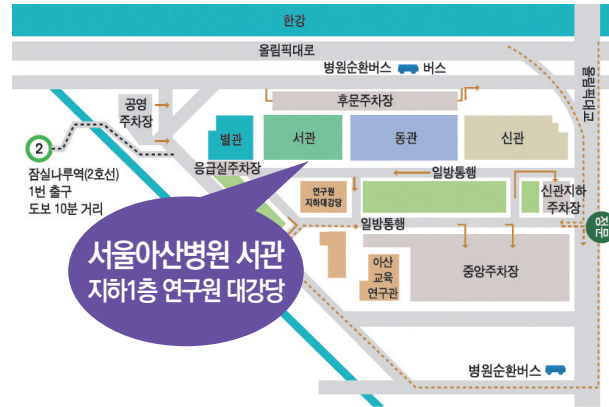 한강
올림픽대로
병원순환버스 버스
올림픽대교
공영
주차장
후문주차장
별관
서관
동관
신관
2
잠실나루역(2호선)
1번 출구
도보 10분 거리
응급실주차장
일방통행
연구원
지하대강당
신관지하
주차장
정문
일방통행
서울아산병원 서관
지하1층 연구원 대강당
아산
교육
연구관
중앙주차장
병원순환버스